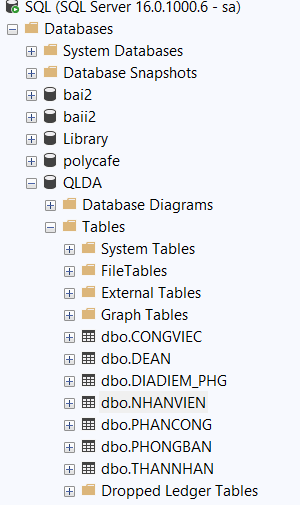 SQL (SQL Server 16.0.1000.6 - sa)
Databases
System Databases
Database Snapshots
bai2
baii2
Library
polycafe
QLDA
Database Diagrams
Tables
System Tables
FileTables
External Tables
Graph Tables
dbo.CONGVIEC
dbo.DEAN
dbo.DIADIEM_PHG
dbo.NHANVIEN
dbo.PHANCONG
dbo.PHONGBAN
dbo.THANNHAN
Dropped Ledger Tables